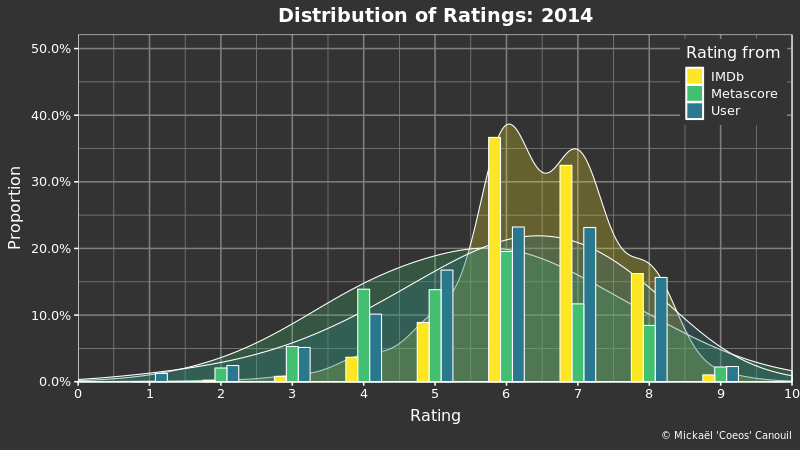 Distribution of Ratings: 2014
Rating from
IMDb
Metascore
User
Proportion
50.0%
40.0%
30.0%
20.0%
10.0%
0.0%
0 1 2 3 4 5 6 7 8 9 10
Rating
© Mickaël 'Coeos' Canouil